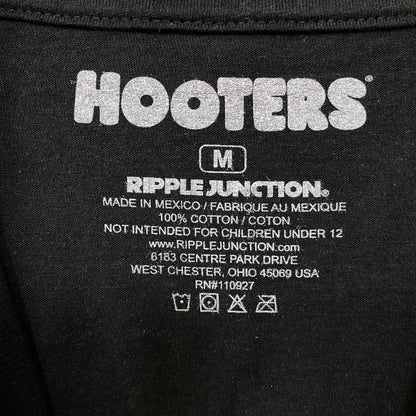 HOOTERS®
M
RIPPLE JUNCTION®
MADE IN MEXICO / FABRIQUE AU MEXIQUE
100% COTTON / COTON
NOT INTENDED FOR CHILDREN UNDER 12
www.RIPPLEJUNCTION.com
6183 CENTRE PARK DRIVE
WEST CHESTER, OHIO 45069 USA
RN#110927